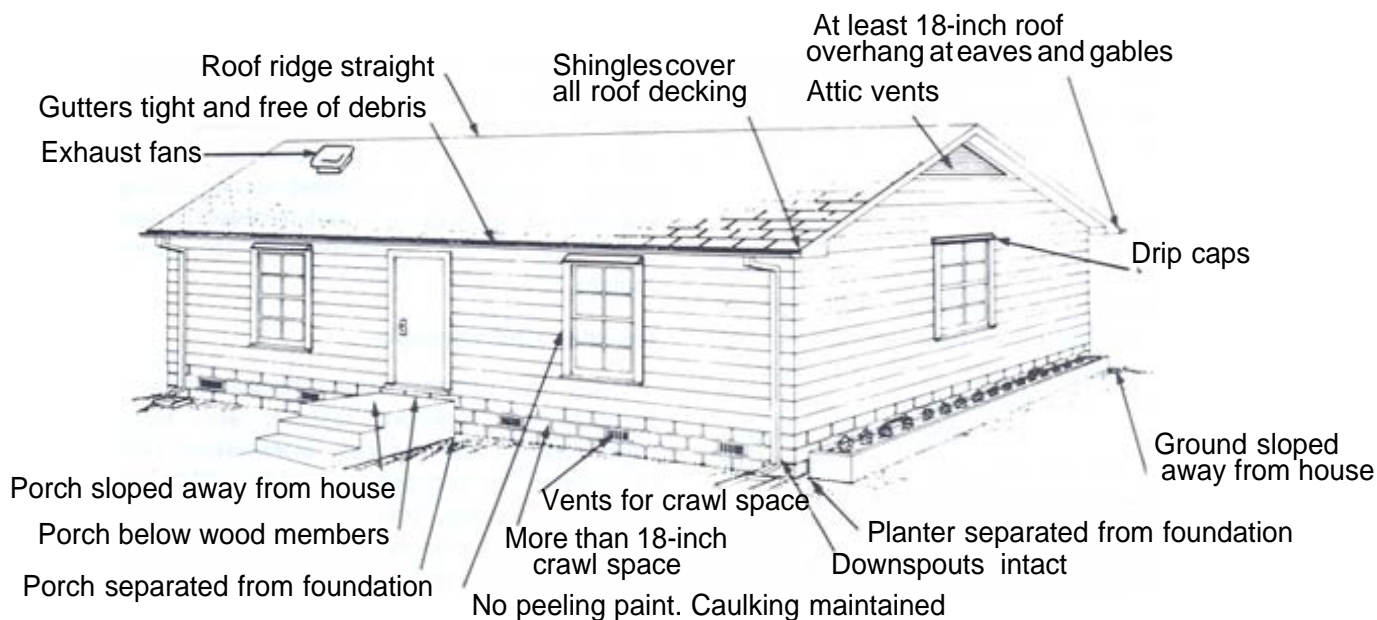 At least 18-inch roof
overhang at eaves and gables
Roof ridge straight
Shingles cover
all roof decking
Attic vents
Gutters tight and free of debris
Exhaust fans
Drip caps
Ground sloped
away from house
Porch sloped away from house
Vents for crawl space
Porch below wood members
More than 18-inch
crawl space
Planter separated from foundation
Downspouts intact
Porch separated from foundation
No peeling paint. Caulking maintained